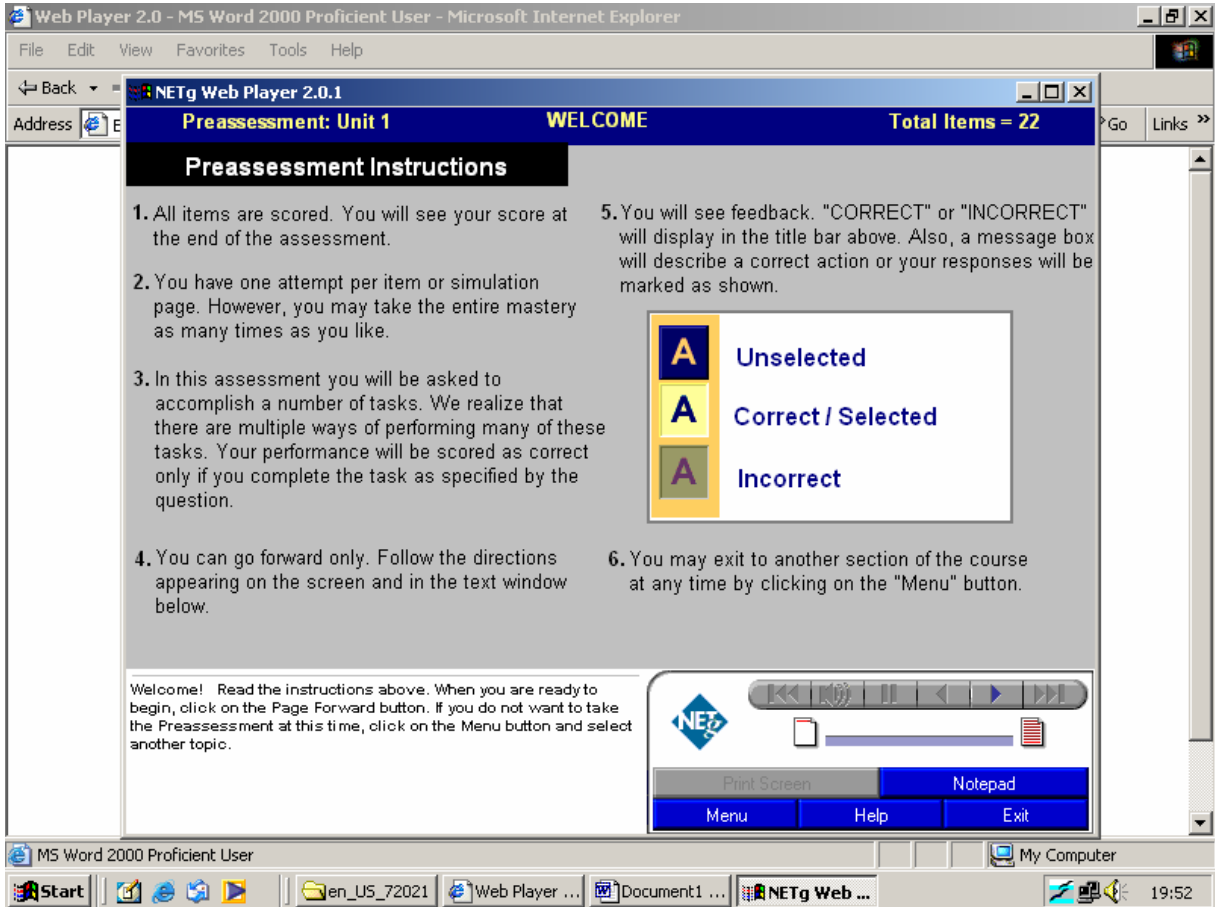 Web Player 2.0 - MS Word 2000 Proficient User - Microsoft Internet Explorer
File Edit View Favorites Tools Help
Back
NETg Web Player 2.0.1
Address E
Go Links »
Preassessment: Unit 1 WELCOME Total Items = 22
Preassessment Instructions
1. All items are scored. You will see your score at
the end of the assessment.
2. You have one attempt per item or simulation
page. However, you may take the entire mastery
as many times as you like.
3. In this assessment you will be asked to
accomplish a number of tasks. We realize that
there are multiple ways of performing many of these
tasks. Your performance will be scored as correct
only if you complete the task as specified by the
question.
4. You can go forward only. Follow the directions
appearing on the screen and in the text window
below.
5. You will see feedback. "CORRECT" or "INCORRECT"
will display in the title bar above. Also, a message box
will describe a correct action or your responses will be
marked as shown.
A Unselected
A Correct / Selected
A Incorrect
6. You may exit to another section of the course
at any time by clicking on the "Menu" button.
Welcome! Read the instructions above. When you are ready to
begin, click on the Page Forward button. If you do not want to take
the Preassessment at this time, click on the Menu button and select
another topic.
NETg
Print Screen Notepad
Menu Help Exit
MS Word 2000 Proficient User My Computer
Start en_US_72021 Web Player ... Document1 ... NETg Web ... 19:52